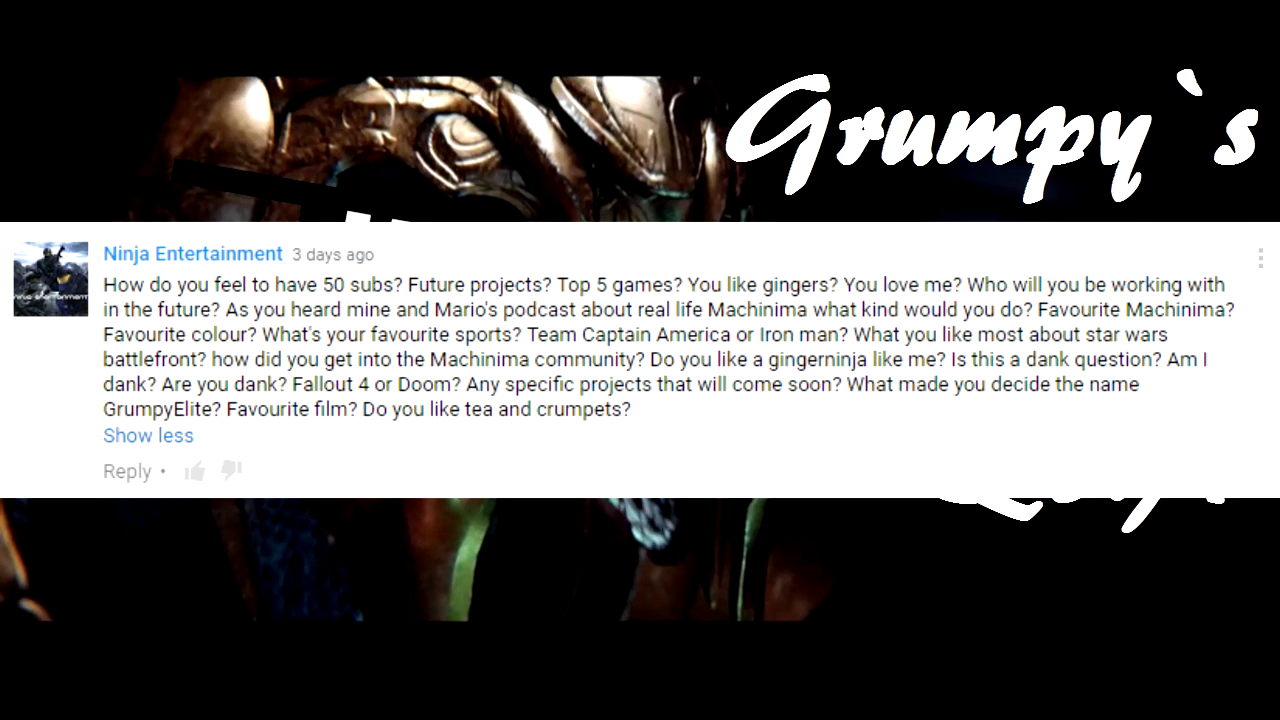 Grumpy`s
Ninja Entertainment 3 days ago
How do you feel to have 50 subs? Future projects? Top 5 games? You like gingers? You love me? Who will you be working with
in the future? As you heard mine and Mario's podcast about real life Machinima what kind would you do? Favourite Machinima?
Favourite colour? What's your favourite sports? Team Captain America or Iron man? What you like most about star wars
battlefront? how did you get into the Machinima community? Do you like a gingerninja like me? Is this a dank question? Am I
dank? Are you dank? Fallout 4 or Doom? Any specific projects that will come soon? What made you decide the name
GrumpyElite? Favourite film? Do you like tea and crumpets?
Show less
Reply •